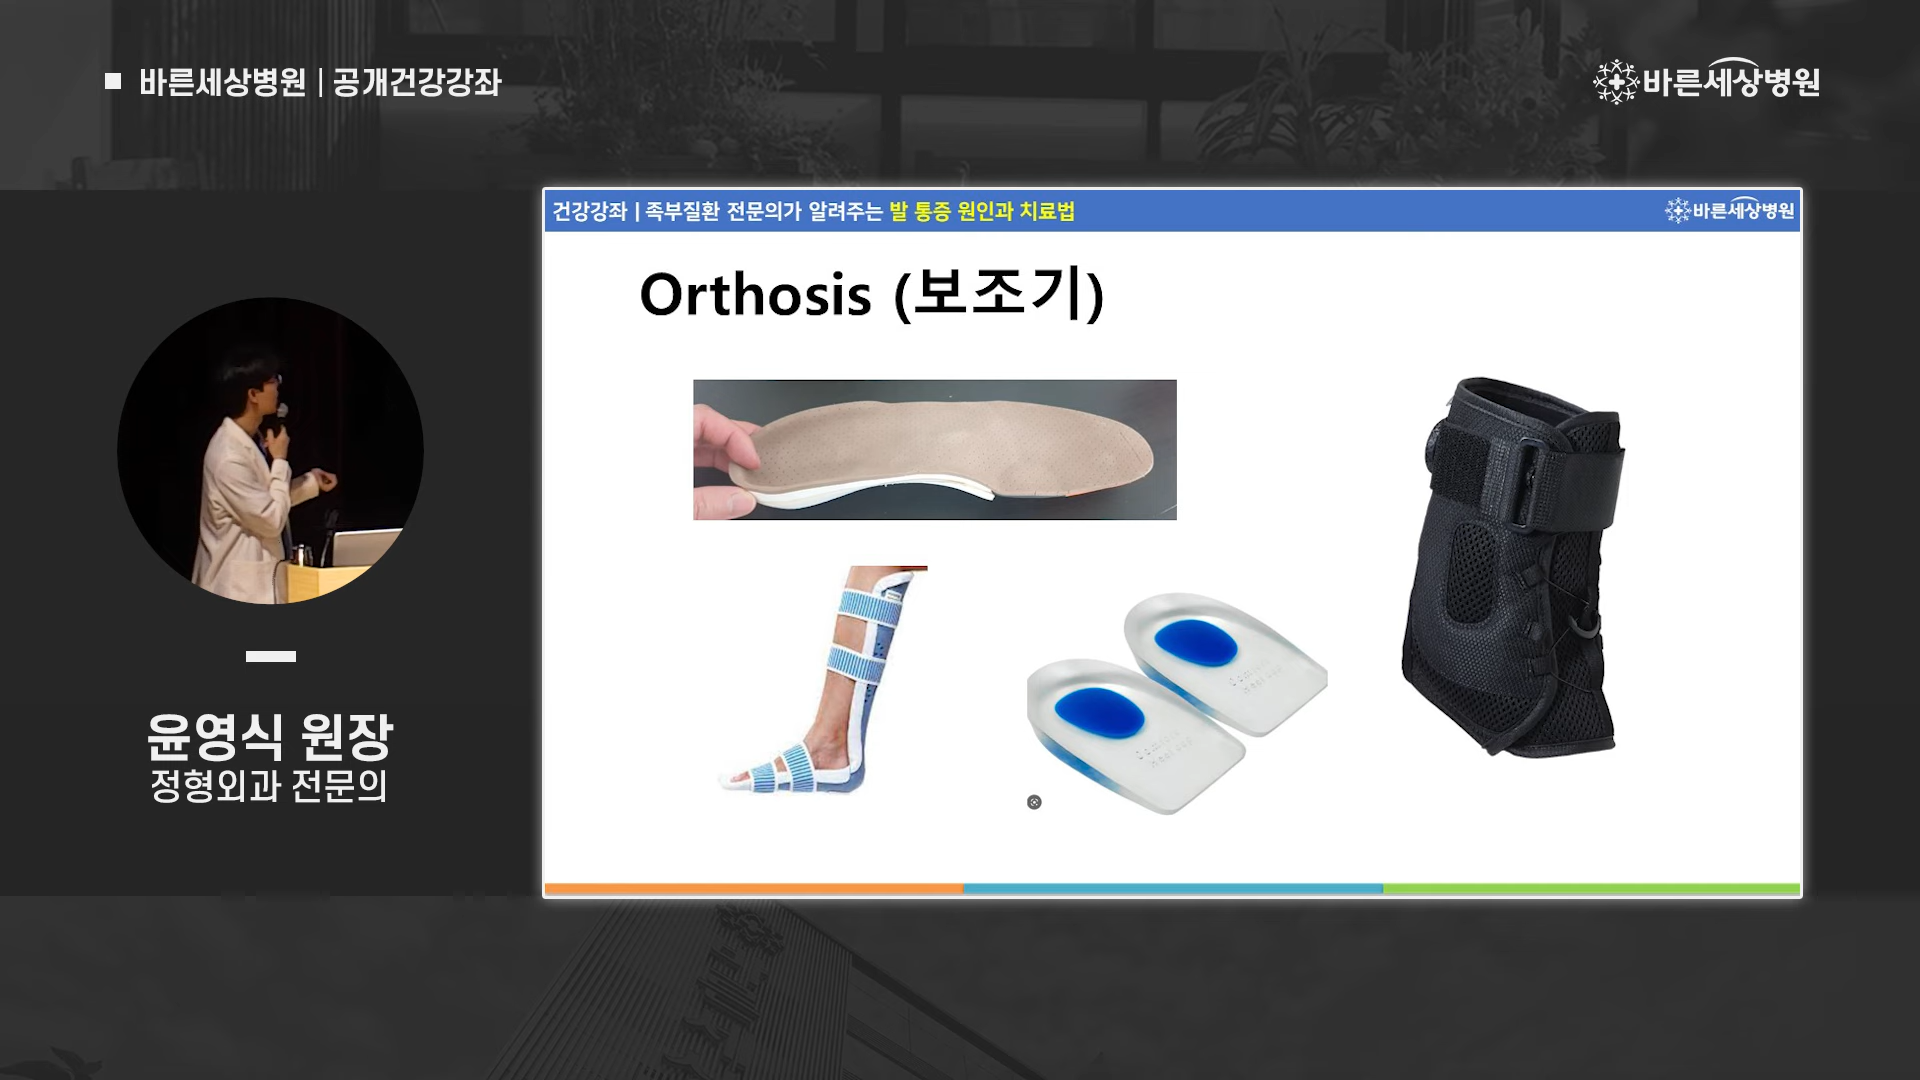 바른세상병원 | 공개건강강좌
바른세상병원
건강강좌 | 족부질환 전문의가 알려주는 발 통증 원인과 치료법
바른세상병원
Orthosis (보조기)
윤영식 원장
정형외과 전문의